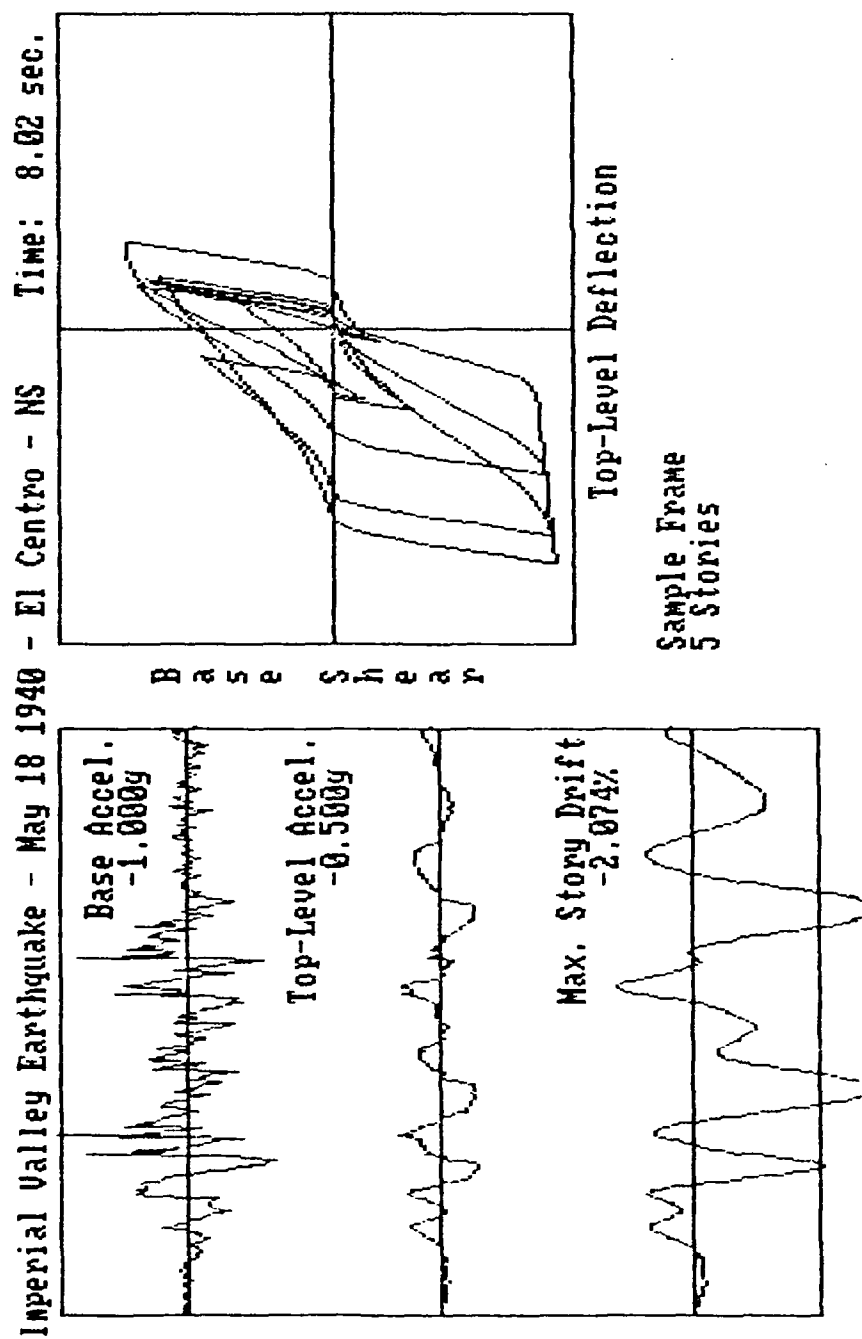 Imperial Valley Earthquake - May 18 1940 - El Centro - NS   Time: 8.02 sec.
Base Accel.
-1.000g
Top-Level Accel.
-0.500g
Max. Story Drift
-2.074%
Base Shear
Top-Level Deflection
Sample Frame
5 Stories